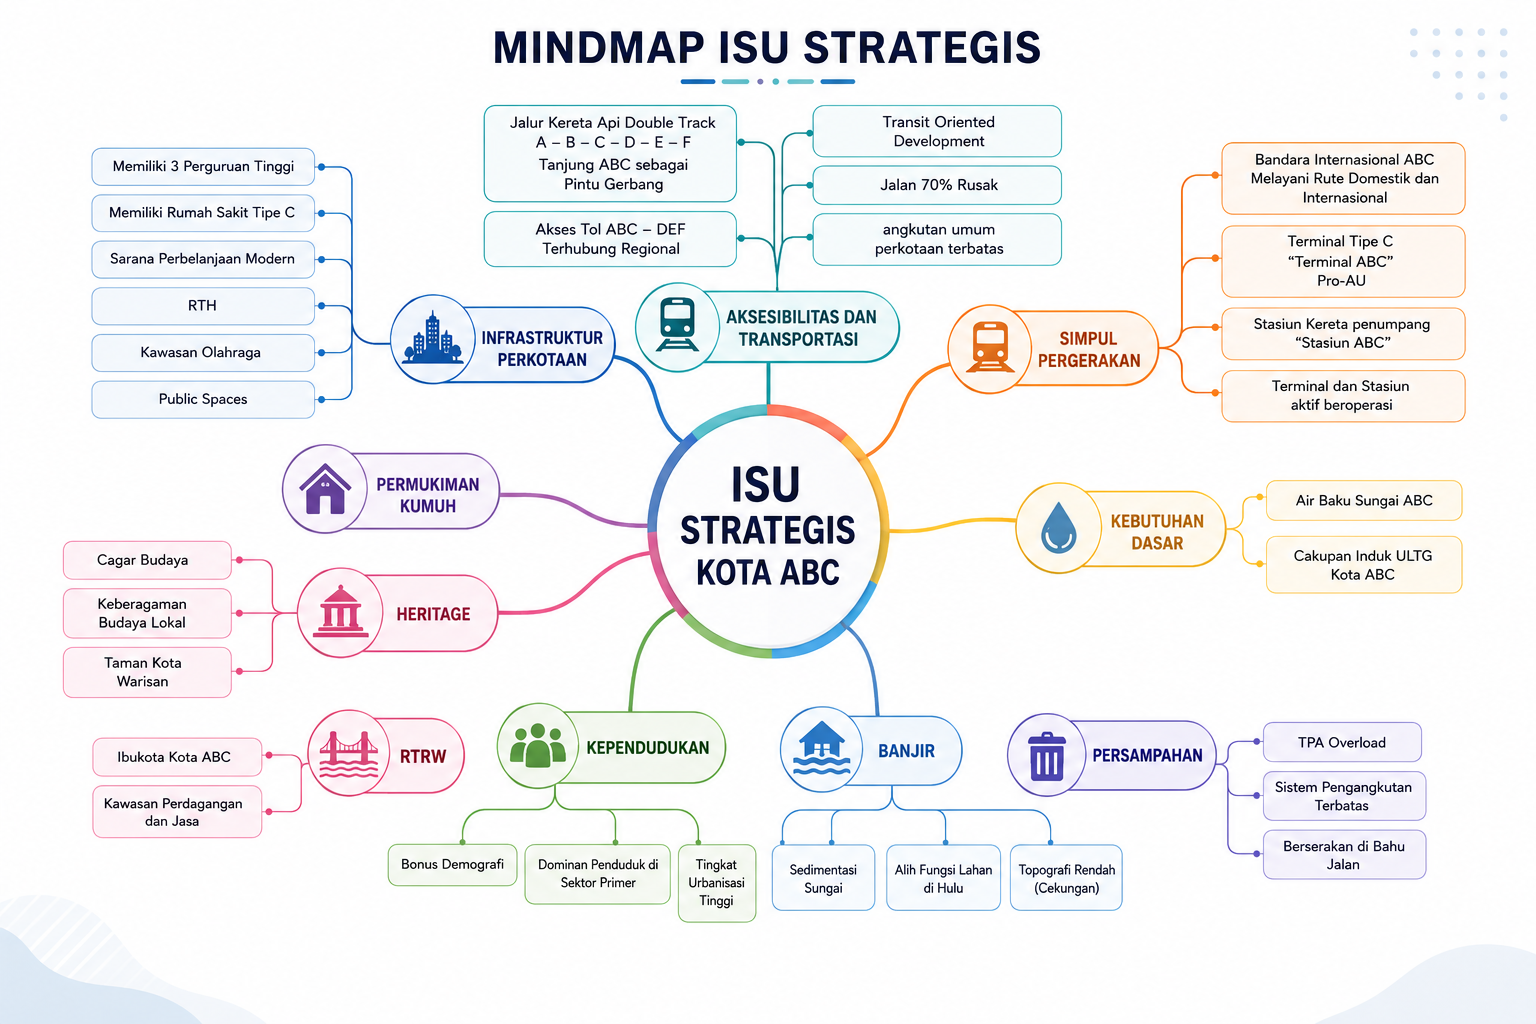 MINDMAP ISU STRATEGIS
Jalur Kereta Api Double Track
A – B – C – D – E – F
Tanjung ABC sebagai
Pintu Gerbang
Akses Tol ABC – DEF
Terhubung Regional
Transit Oriented
Development
Jalan 70% Rusak
angkutan umum
perkotaan terbatas
AKSESIBILITAS DAN
TRANSPORTASI
Memiliki 3 Perguruan Tinggi
Memiliki Rumah Sakit Tipe C
Sarana Perbelanjaan Modern
RTH
Kawasan Olahraga
Public Spaces
INFRASTRUKTUR
PERKOTAAN
Bandara Internasional ABC
Melayani Rute Domestik dan
Internasional
Terminal Tipe C
“Terminal ABC”
Pro-AU
Stasiun Kereta penumpang
“Stasiun ABC”
Terminal dan Stasiun
aktif beroperasi
SIMPUL
PERGERAKAN
ISU
STRATEGIS
KOTA ABC
PERMUKIMAN
KUMUH
KEBUTUHAN
DASAR
Air Baku Sungai ABC
Cakupan Induk ULTG
Kota ABC
Cagar Budaya
Keberagaman
Budaya Lokal
Taman Kota
Warisan
HERITAGE
Ibukota Kota ABC
Kawasan Perdagangan
dan Jasa
RTRW
KEPENDUDUKAN
Bonus Demografi
Dominan Penduduk di
Sektor Primer
Tingkat
Urbanisasi
Tinggi
BANJIR
Sedimentasi
Sungai
Alih Fungsi Lahan
di Hulu
Topografi Rendah
(Cekungan)
PERSAMPAHAN
TPA Overload
Sistem Pengangkutan
Terbatas
Berserakan di Bahu
Jalan